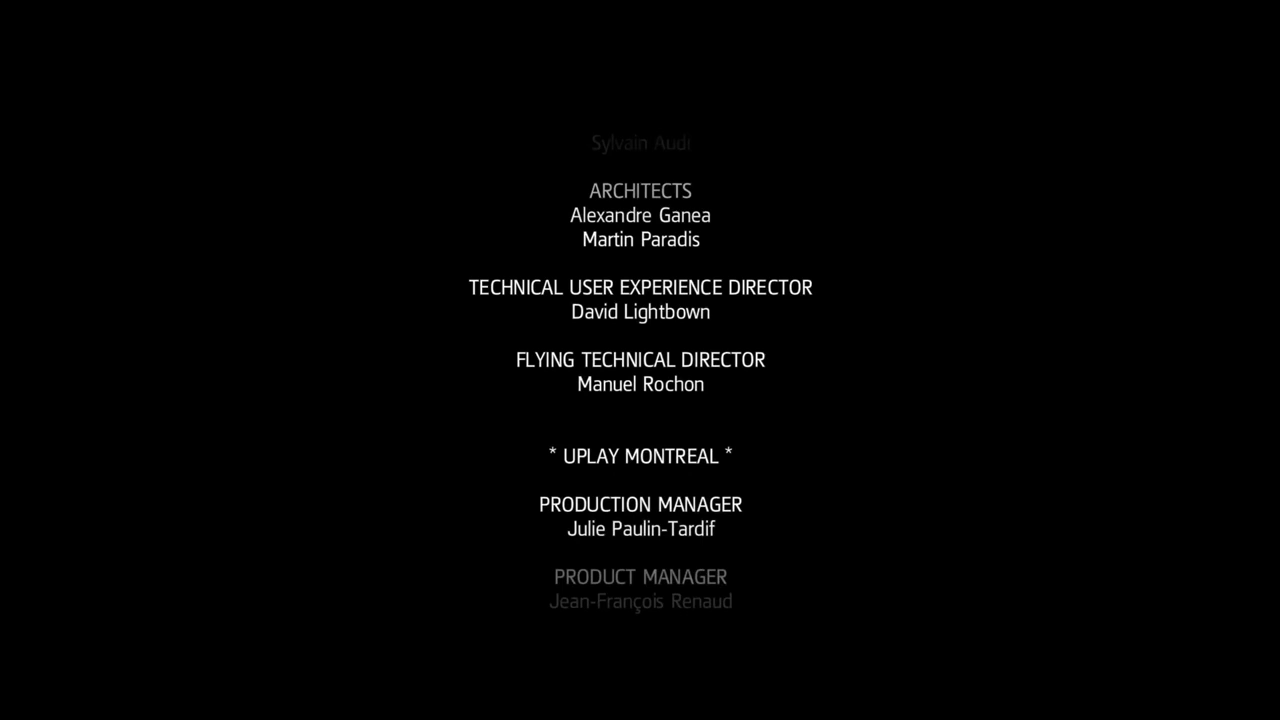 Sylvain
ARCHITECTS
Alexandre Ganea
Martin Paradis
TECHNICAL USER EXPERIENCE DIRECTOR
David Lightbown
FLYING TECHNICAL DIRECTOR
Manuel Rochon
* UPLAY MONTREAL *
PRODUCTION MANAGER
Julie Paulin-Tardif
PRODUCT MANAGER
Jean-François Renaud